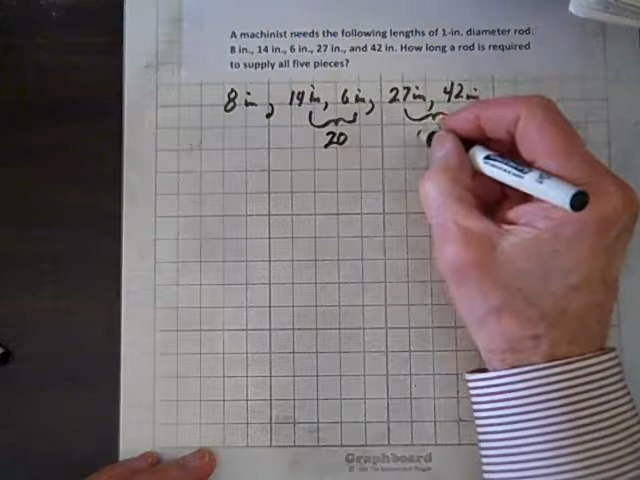 A machinist needs the following lengths of 1-in. diameter rod:
8 in., 14 in., 6 in., 27 in., and 42 in. How long a rod is required
to supply all five pieces?
8 in, 14 in, 6 in, 27 in, 42 in
20
Graphboard